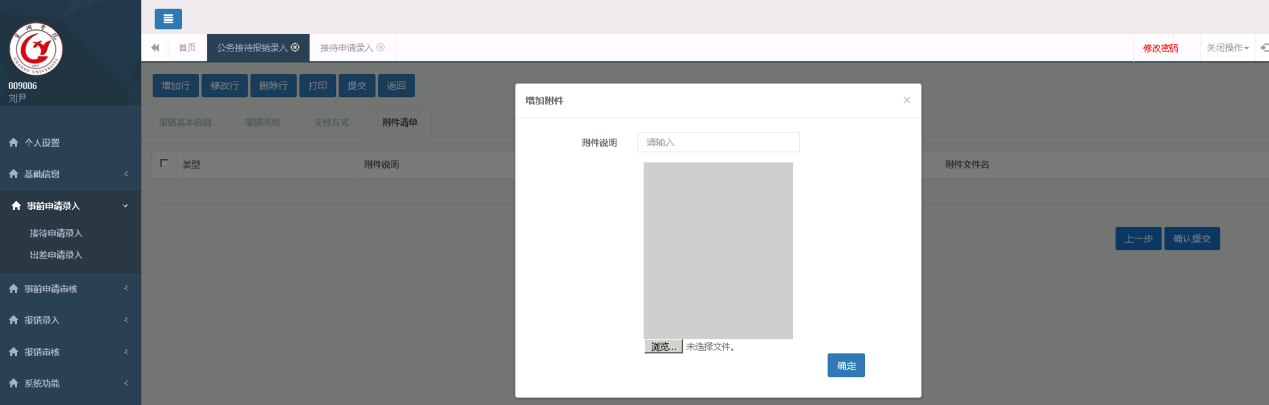 009006
刘尹
个人设置
基础信息
事前申请录入
接待申请录入
出差申请录入
事前申请审核
报销录入
报销审核
系统功能
首页 公务接待报销录入 接待申请录入 修改密码 关闭操作
增加行 修改行 删除行 打印 提交 返回
报销基本信息 报销明细 支付方式 附件清单
类型 附件说明 附件文件名
上一步 确认提交
增加附件 ×
附件说明 请输入
浏览... 未选择文件。
确定